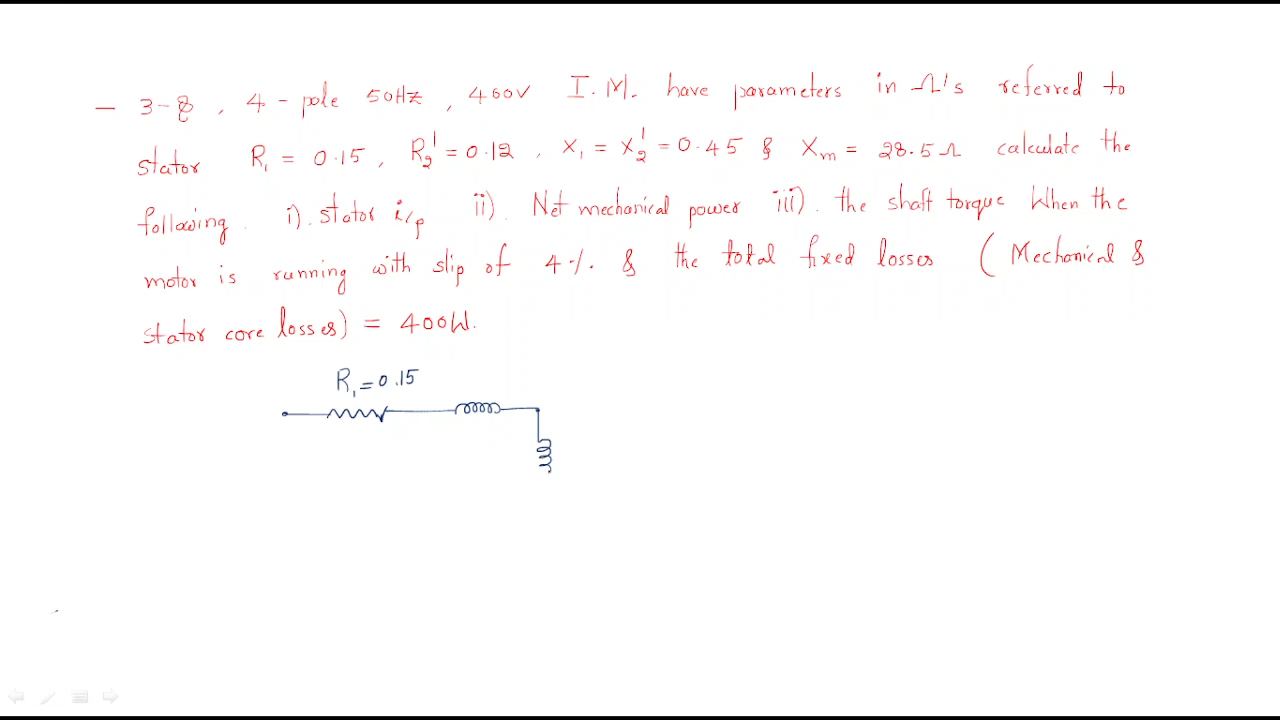 - 3-φ, 4-pole 50Hz, 400V I.M. have parameters in Ω's referred to
stator R₁ = 0.15, R₂' = 0.12, X₁ = X₂' = 0.45 & Xm = 28.5Ω calculate the
following. i). stator i/p ii). Net mechanical power iii). the shaft torque When the
motor is running with slip of 4%. & the total fixed losses (Mechanical &
stator core losses) = 400W.
R₁ = 0.15